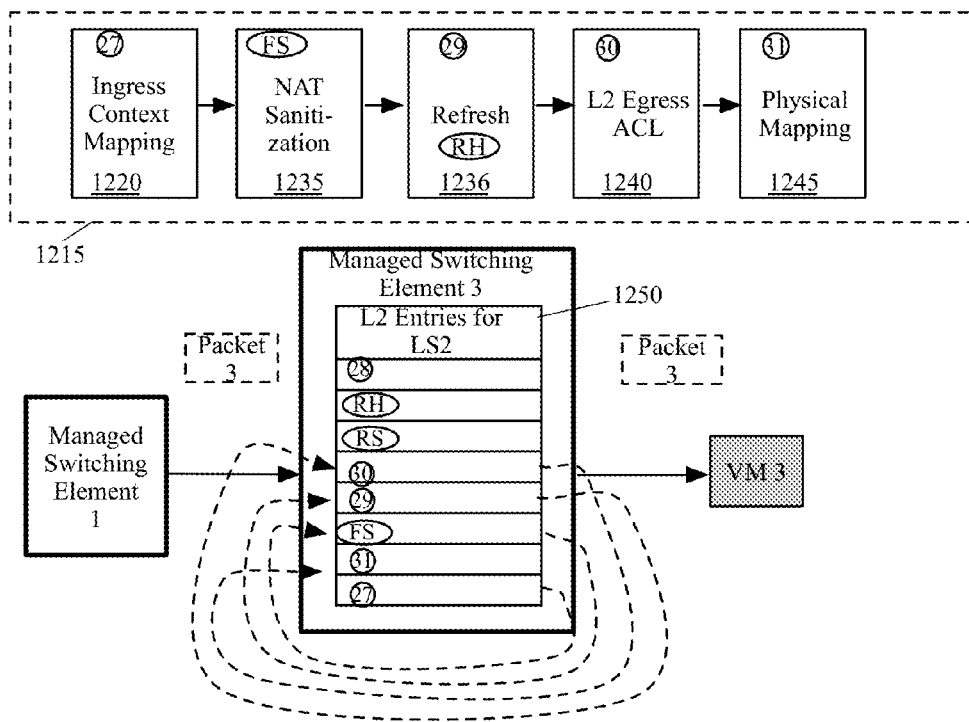 27
Ingress
Context
Mapping
1220
FS
NAT
Saniti-
zation
1235
29
Refresh
RH
1236
30
L2 Egress
ACL
1240
31
Physical
Mapping
1245
1215
Managed Switching
Element 3
1250
L2 Entries for
LS2
28
RH
RS
30
29
FS
31
27
Packet
3
Packet
3
Managed
Switching
Element
1
VM 3